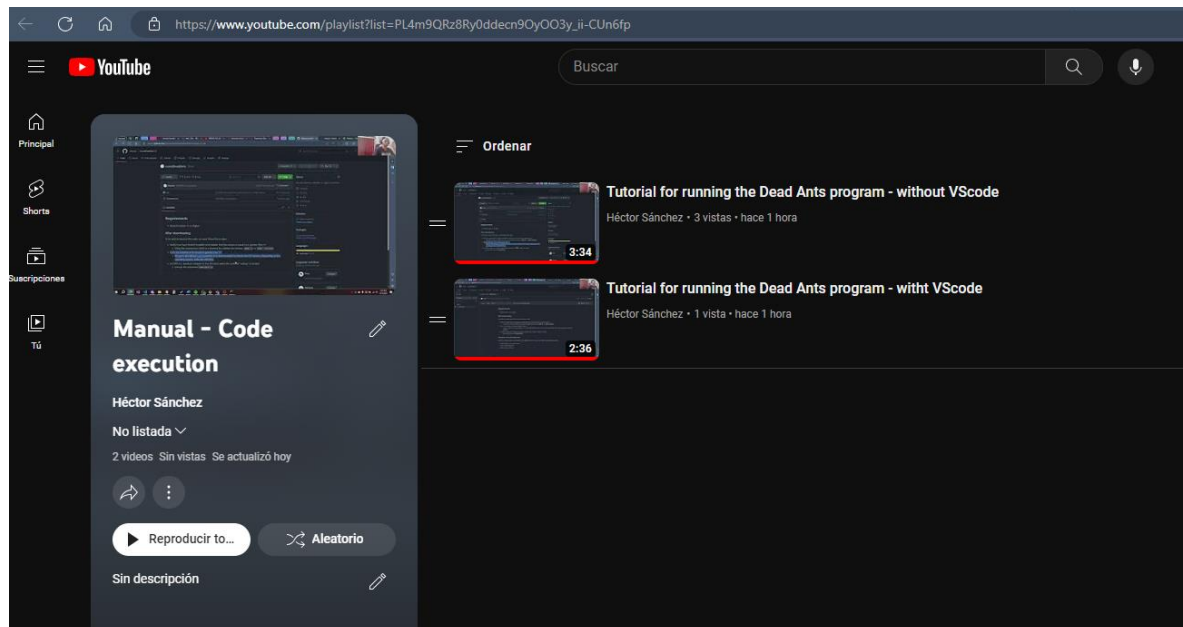 https://www.youtube.com/playlist?list=PL4m9QRz8Ry0ddecn9OyOO3y_ii-CUn6fp
YouTube
Buscar
Principal
Shorts
Suscripciones
Tú
Manual - Code
execution
Héctor Sánchez
No listada
2 videos Sin vistas Se actualizó hoy
Reproducir to...
Aleatorio
Sin descripción
Ordenar
Tutorial for running the Dead Ants program - without VScode
Héctor Sánchez • 3 vistas • hace 1 hora
3:34
Tutorial for running the Dead Ants program - witht VScode
Héctor Sánchez • 1 vista • hace 1 hora
2:36